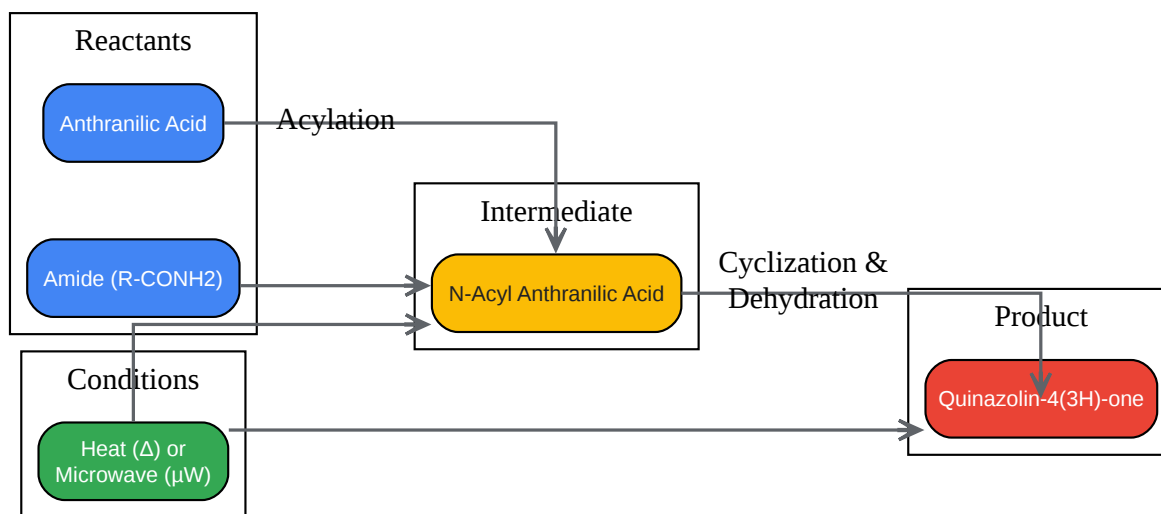 Reactants
Anthranilic Acid
Acylation
Amide (R-CONH2)
Intermediate
N-Acyl Anthranilic Acid
Cyclization &
Dehydration
Product
Quinazolin-4(3H)-one
Conditions
Heat (Δ) or
Microwave (µW)